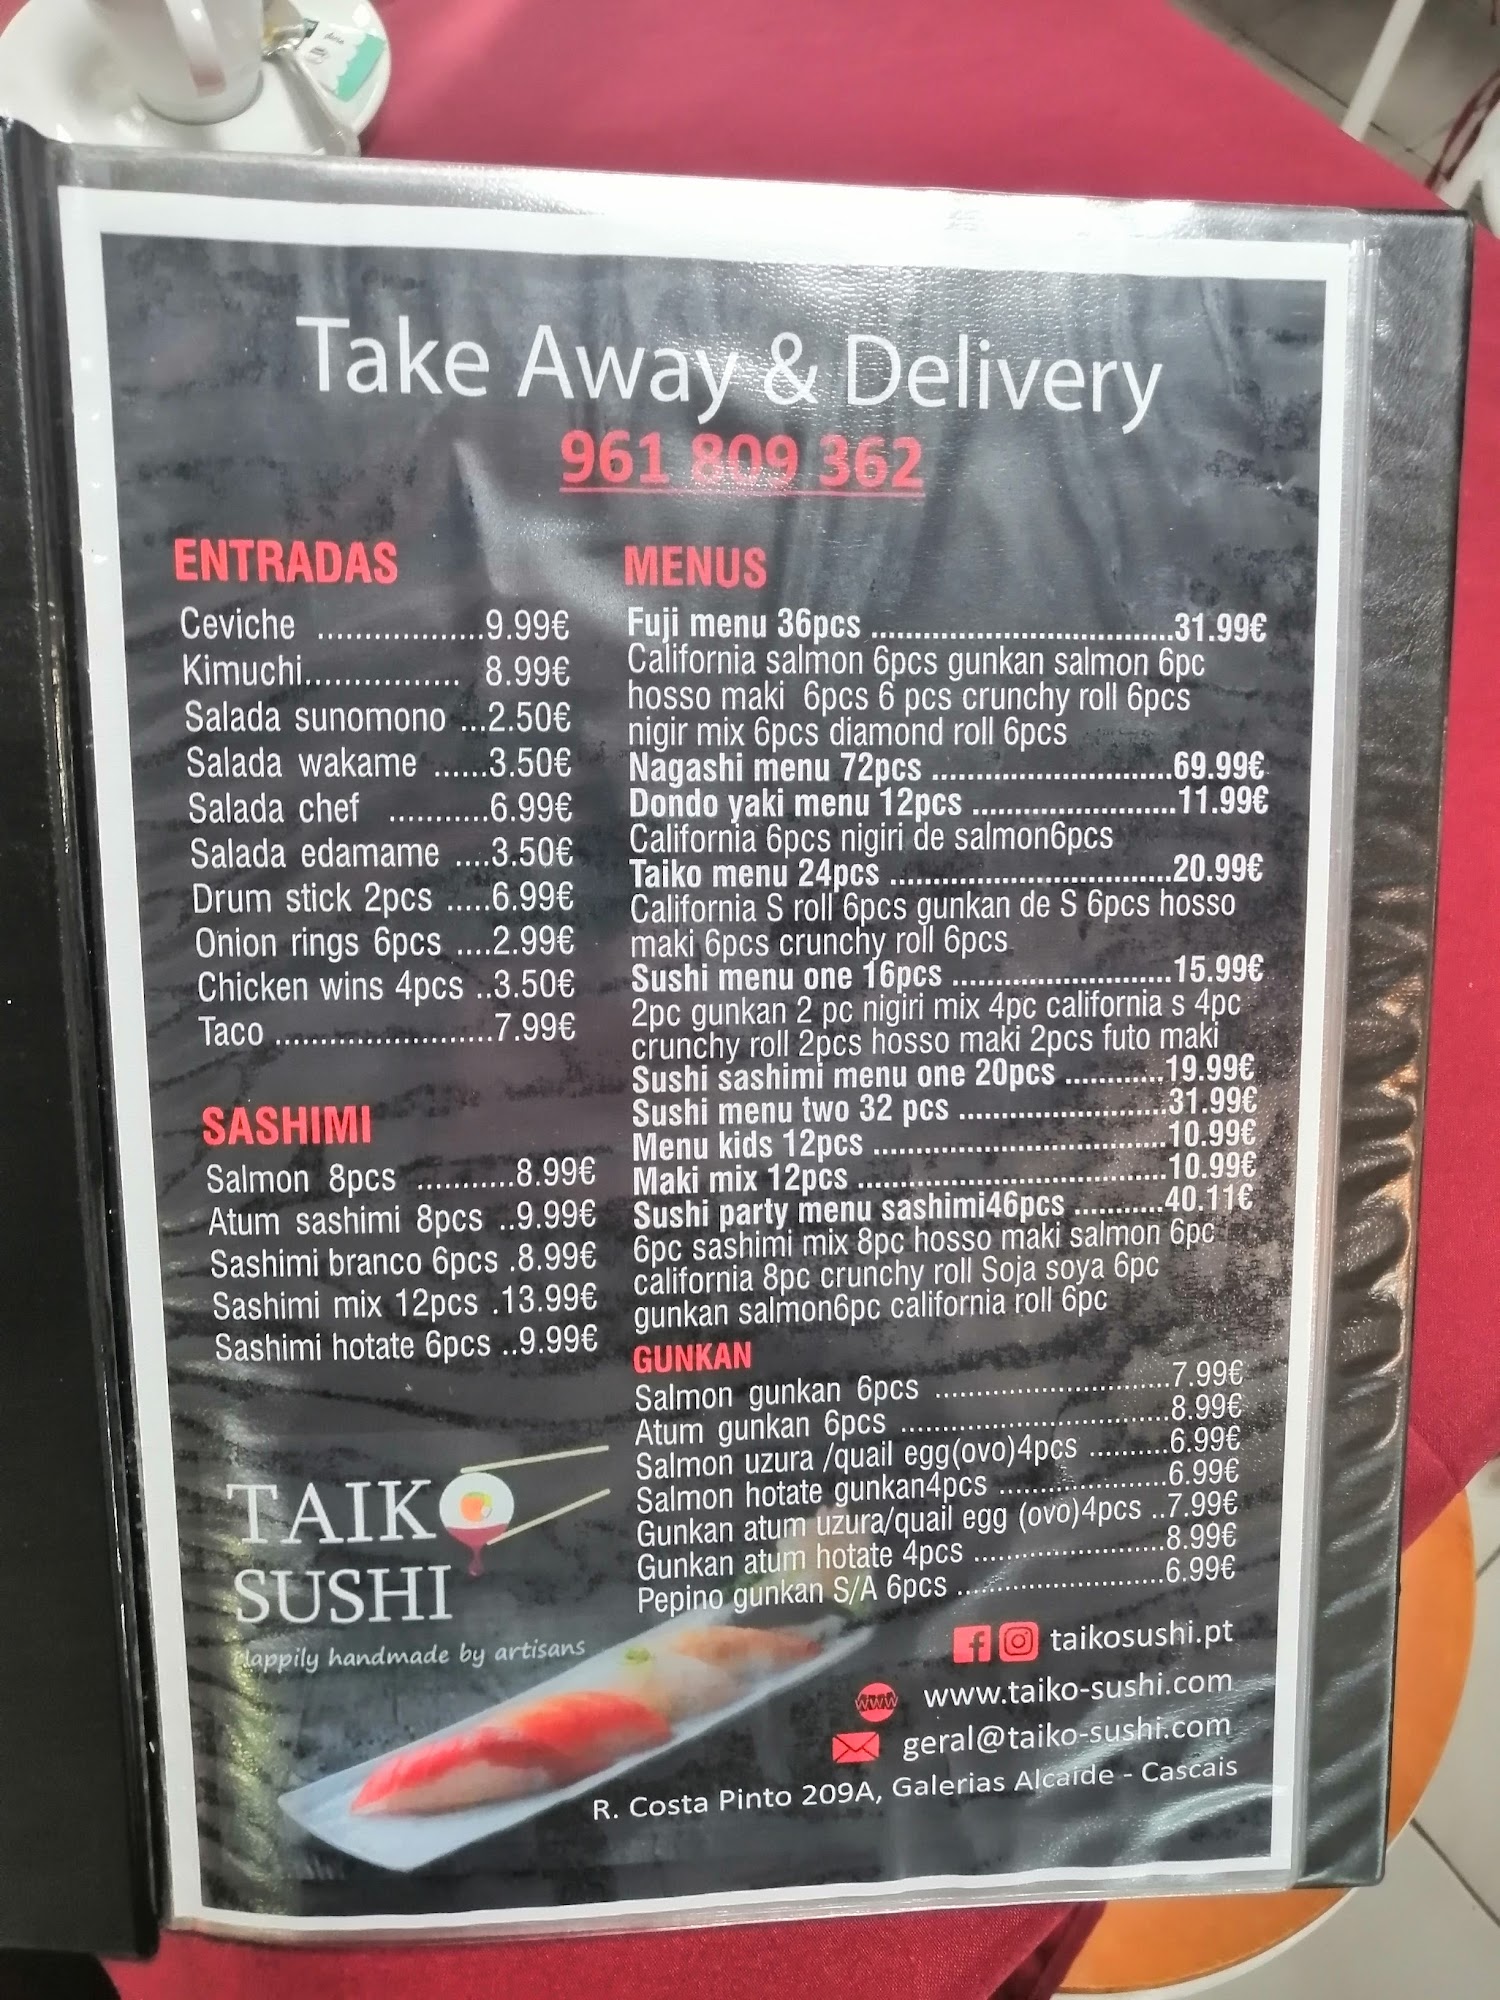 Take Away & Delivery
961 809 362
ENTRADAS
Ceviche ..................9.99€
Kimuchi................. 8.99€
Salada sunomono ...2.50€
Salada wakame ......3.50€
Salada chef ...........6.99€
Salada edamame ....3.50€
Drum stick 2pcs .....6.99€
Onion rings 6pcs ....2.99€
Chicken wins 4pcs ..3.50€
Taco ........................7.99€
SASHIMI
Salmon 8pcs ...........8.99€
Atum sashimi 8pcs ..9.99€
Sashimi branco 6pcs .8.99€
Sashimi mix 12pcs .13.99€
Sashimi hotate 6pcs ..9.99€
MENUS
Fuji menu 36pcs ....................................31.99€
California salmon 6pcs gunkan salmon 6pc
hosso maki 6pcs 6 pcs crunchy roll 6pcs
nigir mix 6pcs diamond roll 6pcs
Nagashi menu 72pcs ............................69.99€
Dondo yaki menu 12pcs ........................11.99€
California 6pcs nigiri de salmon6pcs
Taiko menu 24pcs .................................20.99€
California S roll 6pcs gunkan de S 6pcs hosso
maki 6pcs crunchy roll 6pcs
Sushi menu one 16pcs ..........................15.99€
2pc gunkan 2 pc nigiri mix 4pc california s 4pc
crunchy roll 2pcs hosso maki 2pcs futo maki
Sushi sashimi menu one 20pcs ............19.99€
Sushi menu two 32 pcs .........................31.99€
Menu kids 12pcs ...................................10.99€
Maki mix 12pcs .....................................10.99€
Sushi party menu sashimi46pcs ...........40.11€
6pc sashimi mix 8pc hosso maki salmon 6pc
california 8pc crunchy roll Soja soya 6pc
gunkan salmon6pc california roll 6pc
GUNKAN
Salmon gunkan 6pcs ............................7.99€
Atum gunkan 6pcs ................................8.99€
Salmon uzura /quail egg(ovo)4pcs ..........6.99€
Salmon hotate gunkan4pcs ....................6.99€
Gunkan atum uzura/quail egg (ovo)4pcs ..7.99€
Gunkan atum hotate 4pcs .......................8.99€
Pepino gunkan S/A 6pcs .........................6.99€
TAIKO
SUSHI
Happily handmade by artisans
taikosushi.pt
www www.taiko-sushi.com
geral@taiko-sushi.com
R. Costa Pinto 209A, Galerias Alcaide - Cascais